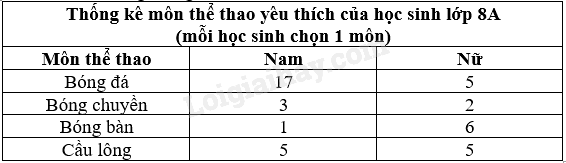 Thống kê môn thể thao yêu thích của học sinh lớp 8A
(mỗi học sinh chọn 1 môn)
Môn thể thao Nam Nữ
Bóng đá 17 5
Bóng chuyền 3 2
Bóng bàn 1 6
Cầu lông 5 5
Loigiaihay.com